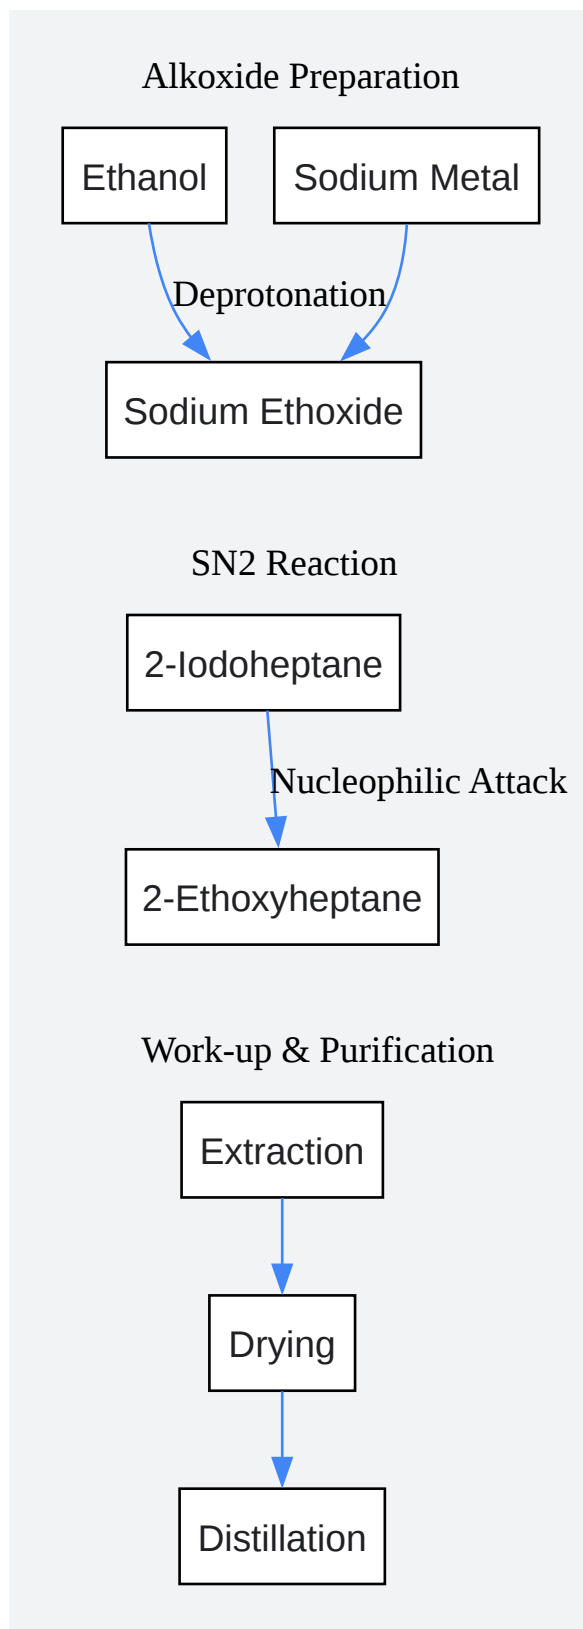 Alkoxide Preparation
Ethanol
Sodium Metal
Deprotonation
Sodium Ethoxide
SN2 Reaction
2-Iodoheptane
Nucleophilic Attack
2-Ethoxyheptane
Work-up & Purification
Extraction
Drying
Distillation